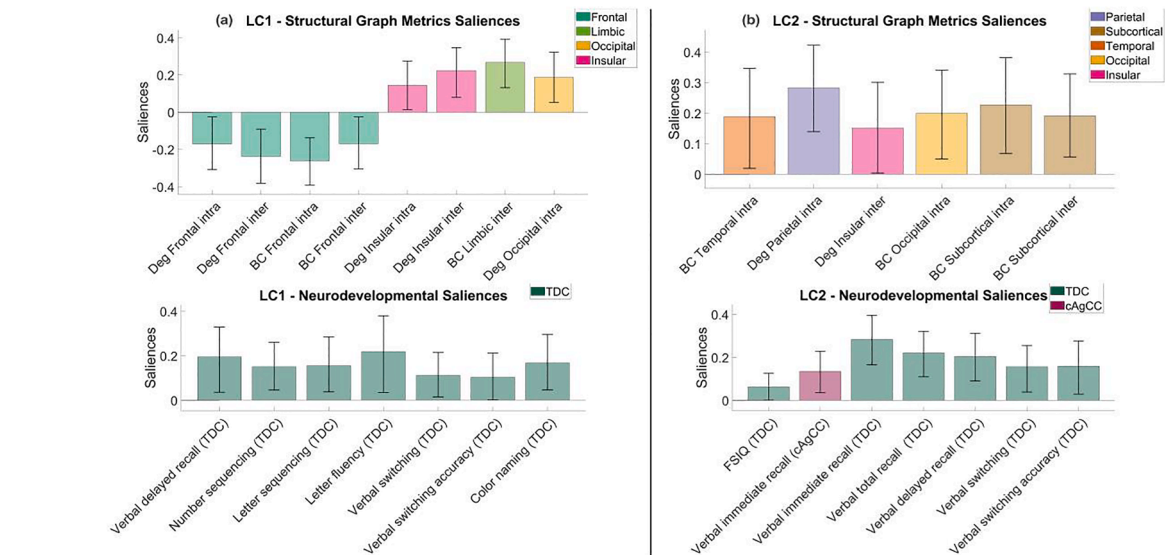 (a)
LC1 - Structural Graph Metrics Saliences
Frontal
Limbic
Occipital
Insular
Saliences
0.4
0.2
0
-0.2
-0.4
Deg Frontal intra
Deg Frontal inter
BC Frontal intra
BC Frontal inter
Deg Insular intra
Deg Insular inter
BC Limbic inter
Deg Occipital intra
LC1 - Neurodevelopmental Saliences
TDC
Saliences
0.4
0.2
0
Verbal delayed recall (TDC)
Number sequencing (TDC)
Letter sequencing (TDC)
Letter fluency (TDC)
Verbal switching (TDC)
Verbal switching accuracy (TDC)
Color naming (TDC)
(b)
LC2 - Structural Graph Metrics Saliences
Parietal
Subcortical
Temporal
Occipital
Insular
Saliences
0.4
0.3
0.2
0.1
0
BC Temporal intra
Deg Parietal intra
Deg Insular inter
BC Occipital intra
BC Subcortical intra
BC Subcortical inter
LC2 - Neurodevelopmental Saliences
TDC
cAgCC
Saliences
0.4
0.2
0
FSIQ (TDC)
Verbal immediate recall (cAgCC)
Verbal immediate recall (TDC)
Verbal total recall (TDC)
Verbal delayed recall (TDC)
Verbal switching (TDC)
Verbal switching accuracy (TDC)